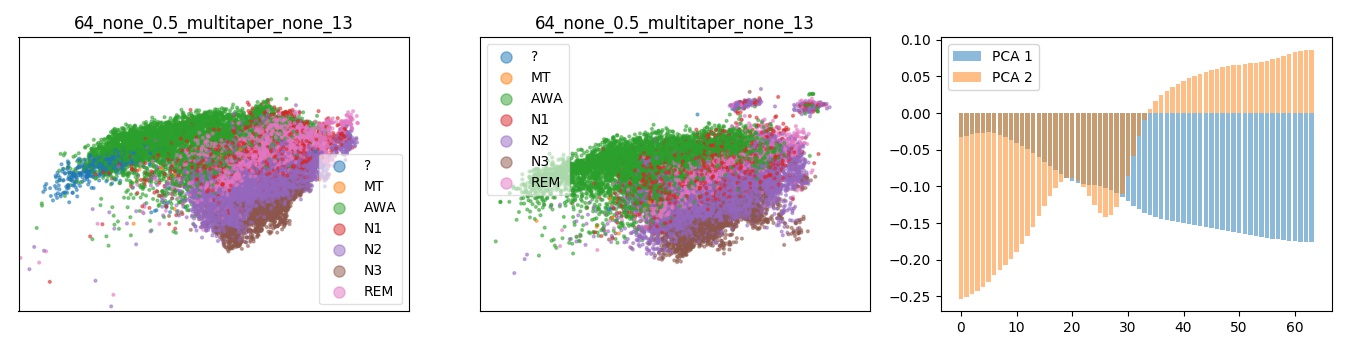 64_none_0.5_multitaper_none_13
?
MT
AWA
N1
N2
N3
REM
64_none_0.5_multitaper_none_13
?
MT
AWA
N1
N2
N3
REM
PCA 1
PCA 2
0.10
0.05
0.00
−0.05
−0.10
−0.15
−0.20
−0.25
0 10 20 30 40 50 60